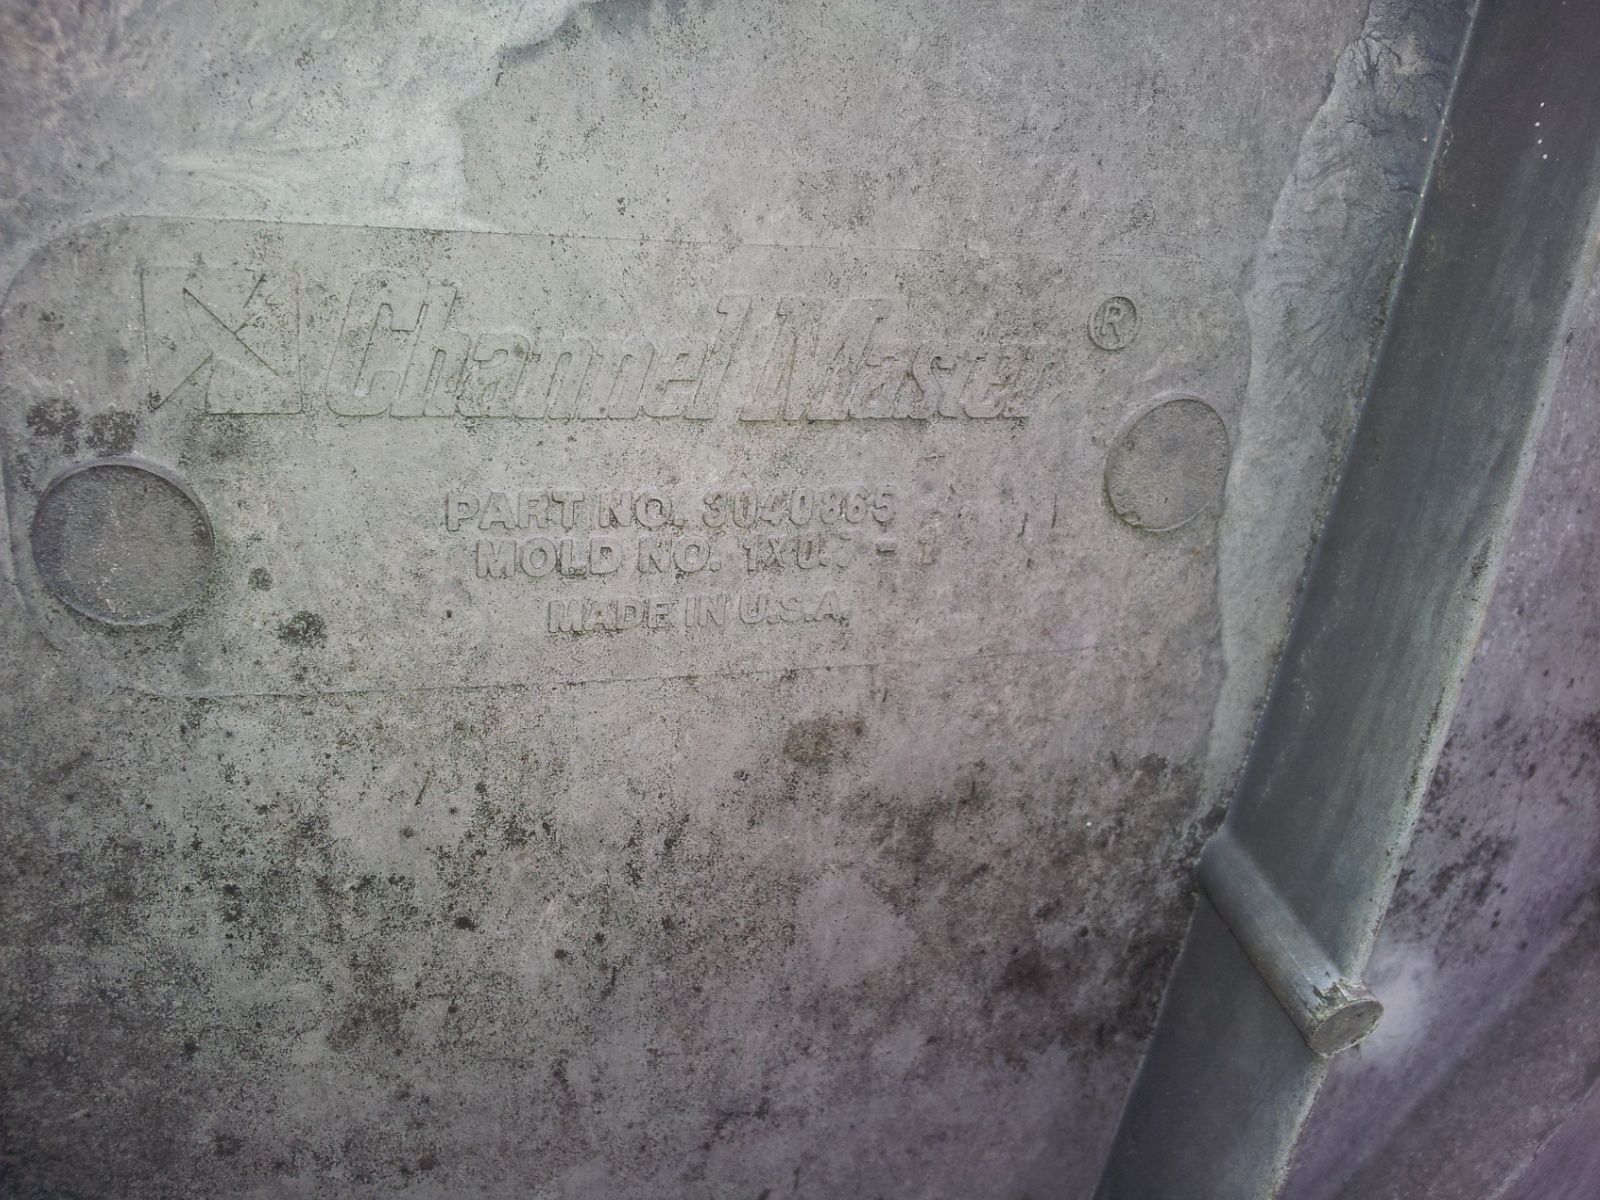 Channel Master ®
PART NO. 3040865
MOLD NO.
MADE IN U.S.A.